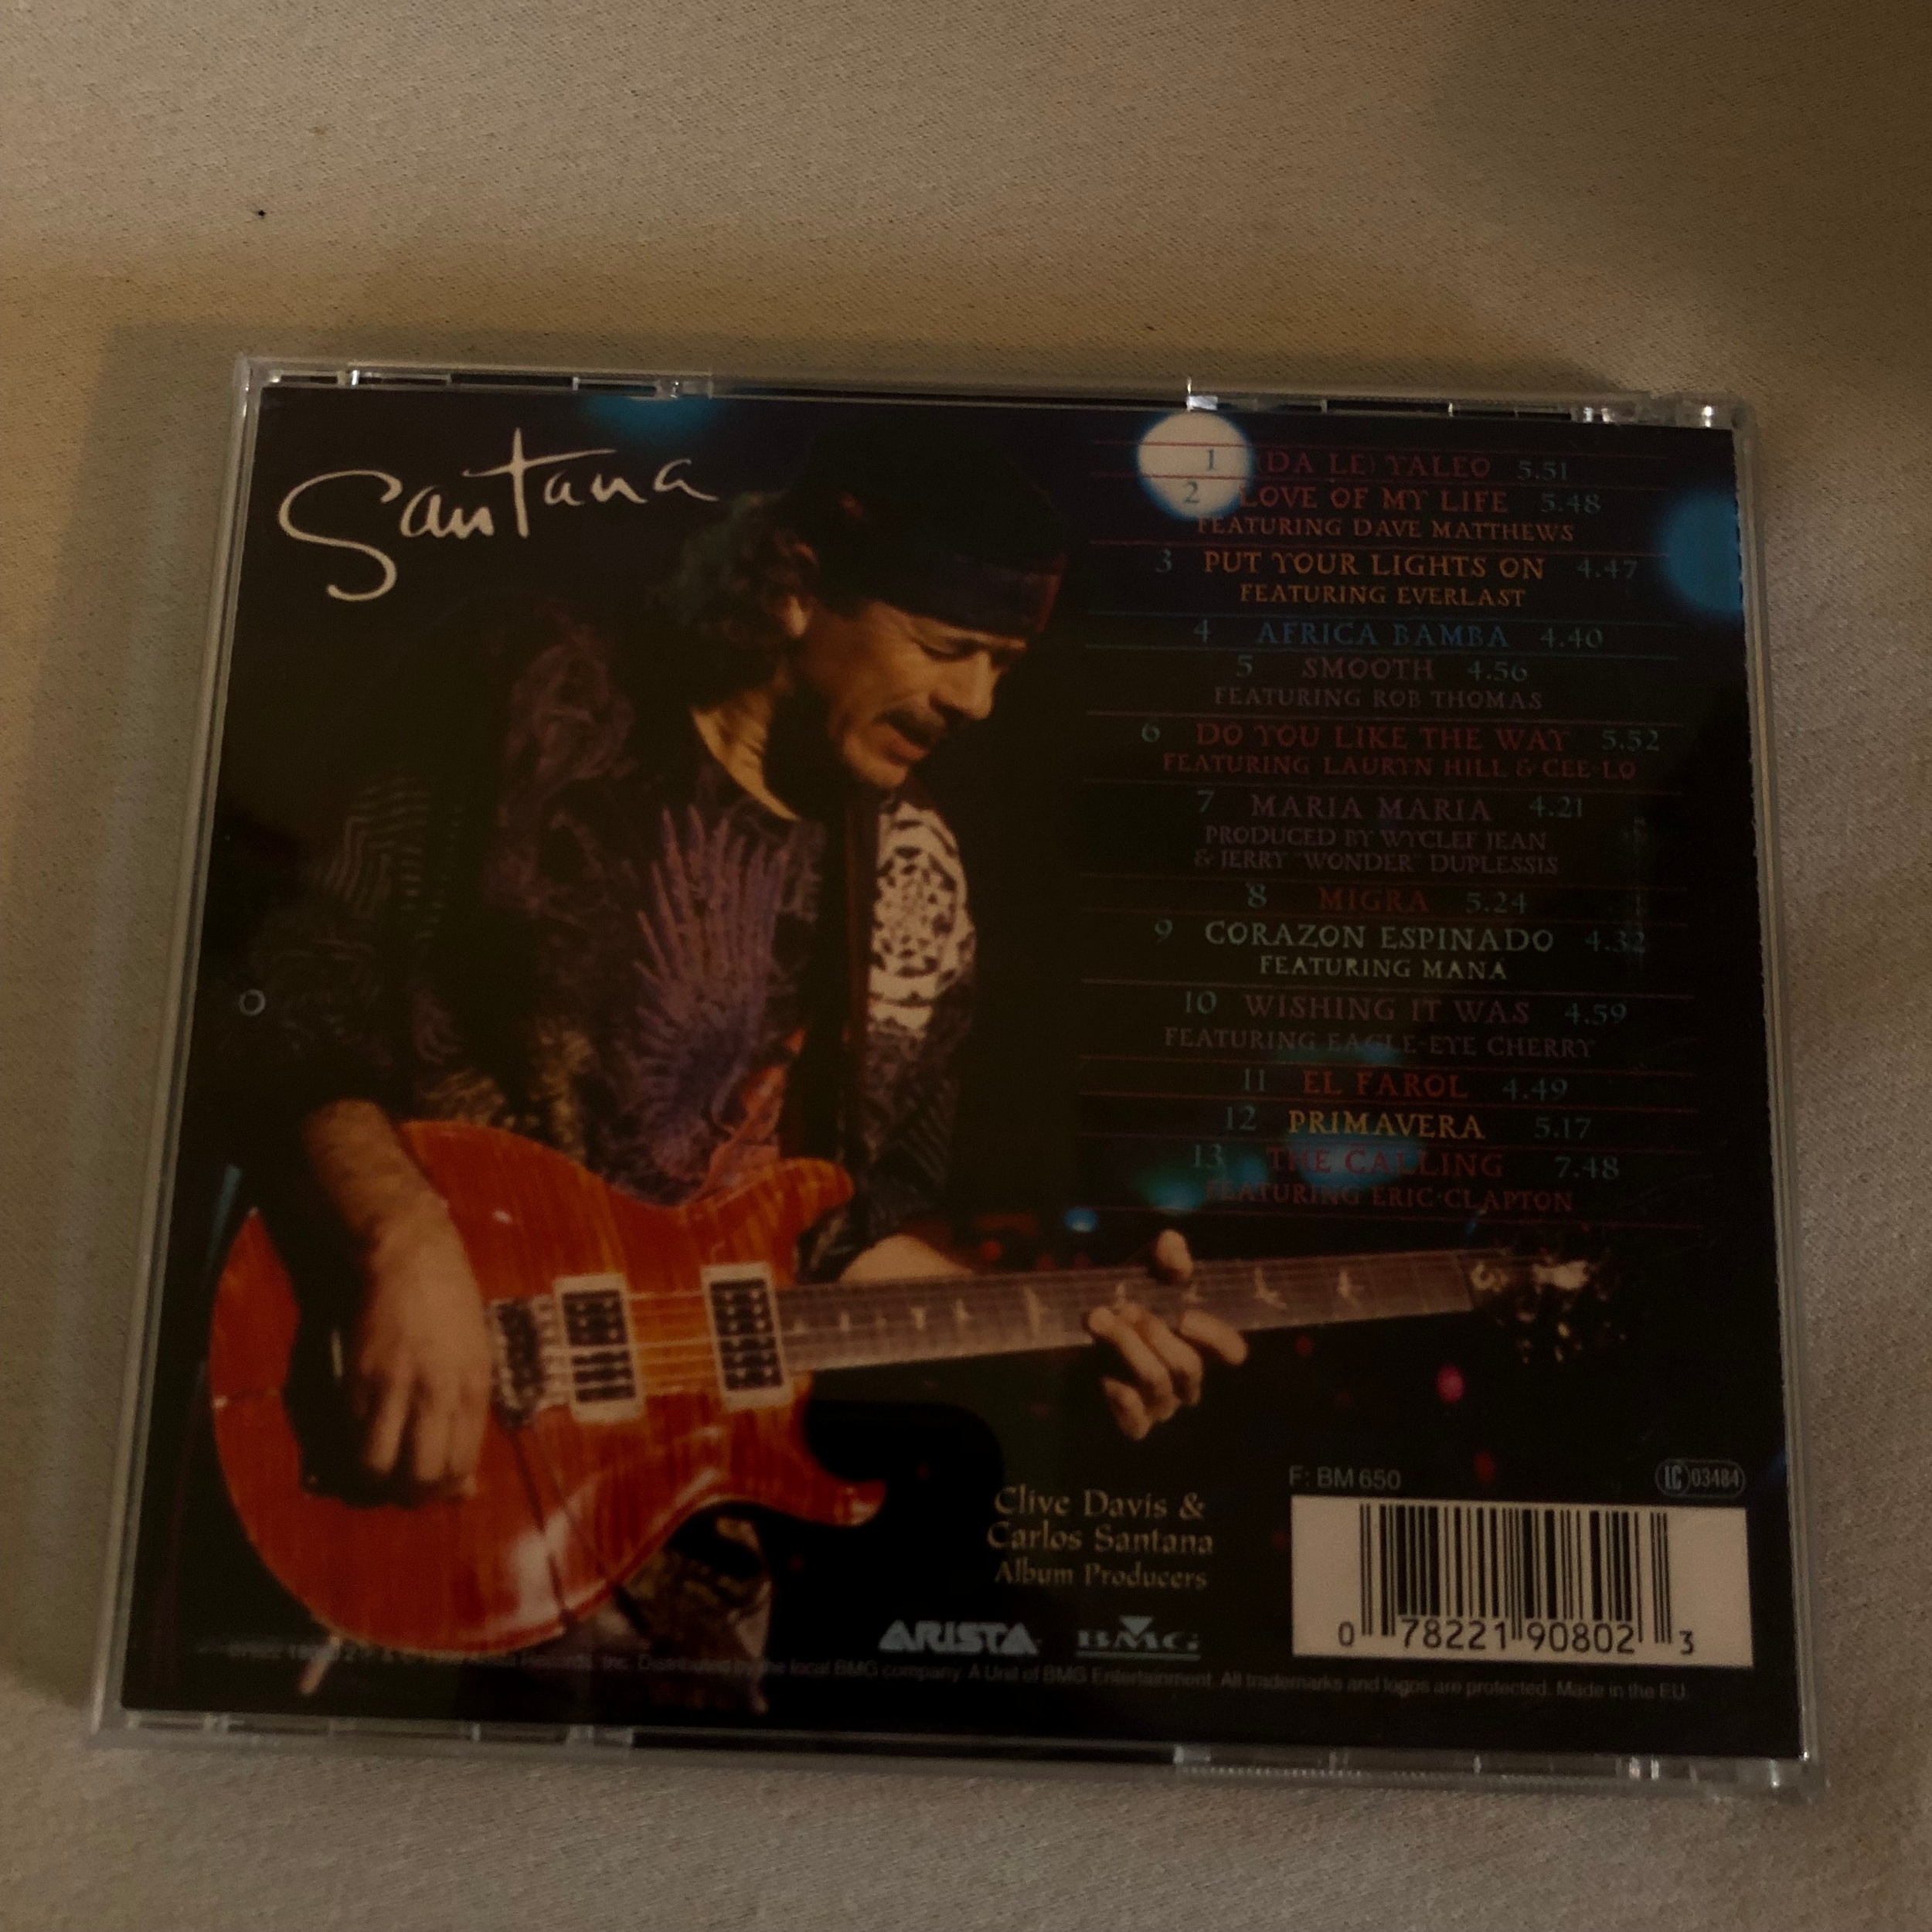 Santana
1 (DA LE) YALEO 5.51
2 LOVE OF MY LIFE 5.48
FEATURING DAVE MATTHEWS
3 PUT YOUR LIGHTS ON 4.47
FEATURING EVERLAST
4 AFRICA BAMBA 4.40
5 SMOOTH 4.56
FEATURING ROB THOMAS
6 DO YOU LIKE THE WAY 5.52
FEATURING LAURYN HILL & CEE-LO
7 MARIA MARIA 4.21
PRODUCED BY WYCLEF JEAN
& JERRY "WONDER" DUPLESSIS
8 MIGRA 5.24
9 CORAZON ESPINADO 4.32
FEATURING MANÁ
10 WISHING IT WAS 4.59
FEATURING EAGLE-EYE CHERRY
11 EL FAROL 4.49
12 PRIMAVERA 5.17
13 THE CALLING 7.48
FEATURING ERIC CLAPTON
Clive Davis &
Carlos Santana
Album Producers
F: BM 650
LC 03484
ARISTA BMG
0 78221 90802 3
Records, Inc. Distributed by the local BMG company. A Unit of BMG Entertainment. All trademarks and logos are protected. Made in the EU.